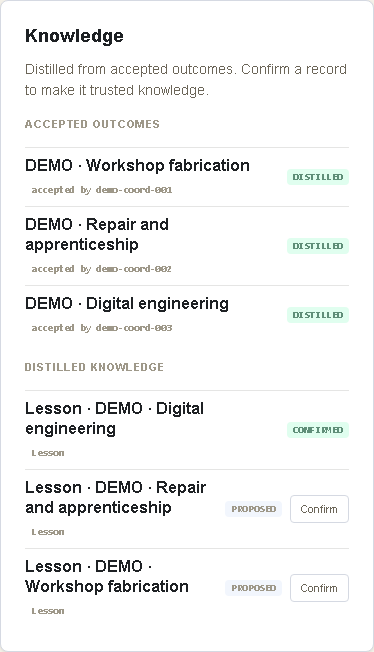 Knowledge
Distilled from accepted outcomes. Confirm a record
to make it trusted knowledge.
ACCEPTED OUTCOMES
DEMO · Workshop fabrication
accepted by demo-coord-001
DISTILLED
DEMO · Repair and
apprenticeship
accepted by demo-coord-002
DISTILLED
DEMO · Digital engineering
accepted by demo-coord-003
DISTILLED
DISTILLED KNOWLEDGE
Lesson · DEMO · Digital
engineering
Lesson
CONFIRMED
Lesson · DEMO · Repair
and apprenticeship
Lesson
PROPOSED
Confirm
Lesson · DEMO ·
Workshop fabrication
Lesson
PROPOSED
Confirm